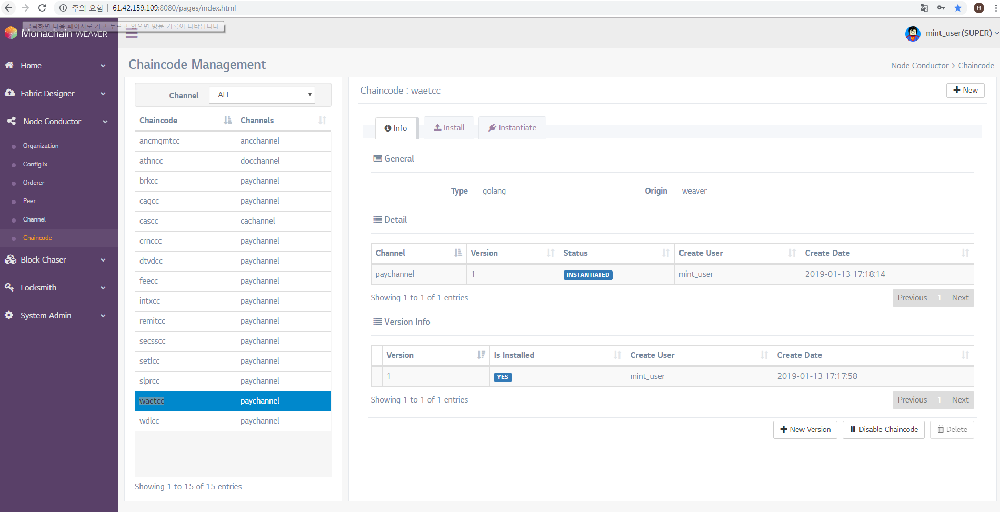 주의 요함 61.42.159.109:8080/pages/index.html H
클릭하면 다음 페이지로 가고 누르고 있으면 방문 기록이 나타납니다.
Monachain WEAVER
mint_user(SUPER)
Home
Fabric Designer
Node Conductor
Organization
ConfigTx
Orderer
Peer
Channel
Chaincode
Block Chaser
Locksmith
System Admin
Chaincode Management
Node Conductor > Chaincode
Channel ALL
Chaincode Channels
ancmgmtcc ancchannel
athncc docchannel
brkcc paychannel
cagcc paychannel
cascc cachannel
crnccc paychannel
dtvdcc paychannel
feecc paychannel
intxcc paychannel
remitcc paychannel
secsscc paychannel
setlcc paychannel
slprcc paychannel
waetcc paychannel
wdlcc paychannel
Showing 1 to 15 of 15 entries
Chaincode : waetcc
New
Info Install Instantiate
General
Type golang Origin weaver
Detail
Channel Version Status Create User Create Date
paychannel 1 INSTANTIATED mint_user 2019-01-13 17:18:14
Showing 1 to 1 of 1 entries Previous 1 Next
Version Info
Version Is Installed Create User Create Date
1 YES mint_user 2019-01-13 17:17:58
Showing 1 to 1 of 1 entries Previous 1 Next
New Version Disable Chaincode Delete